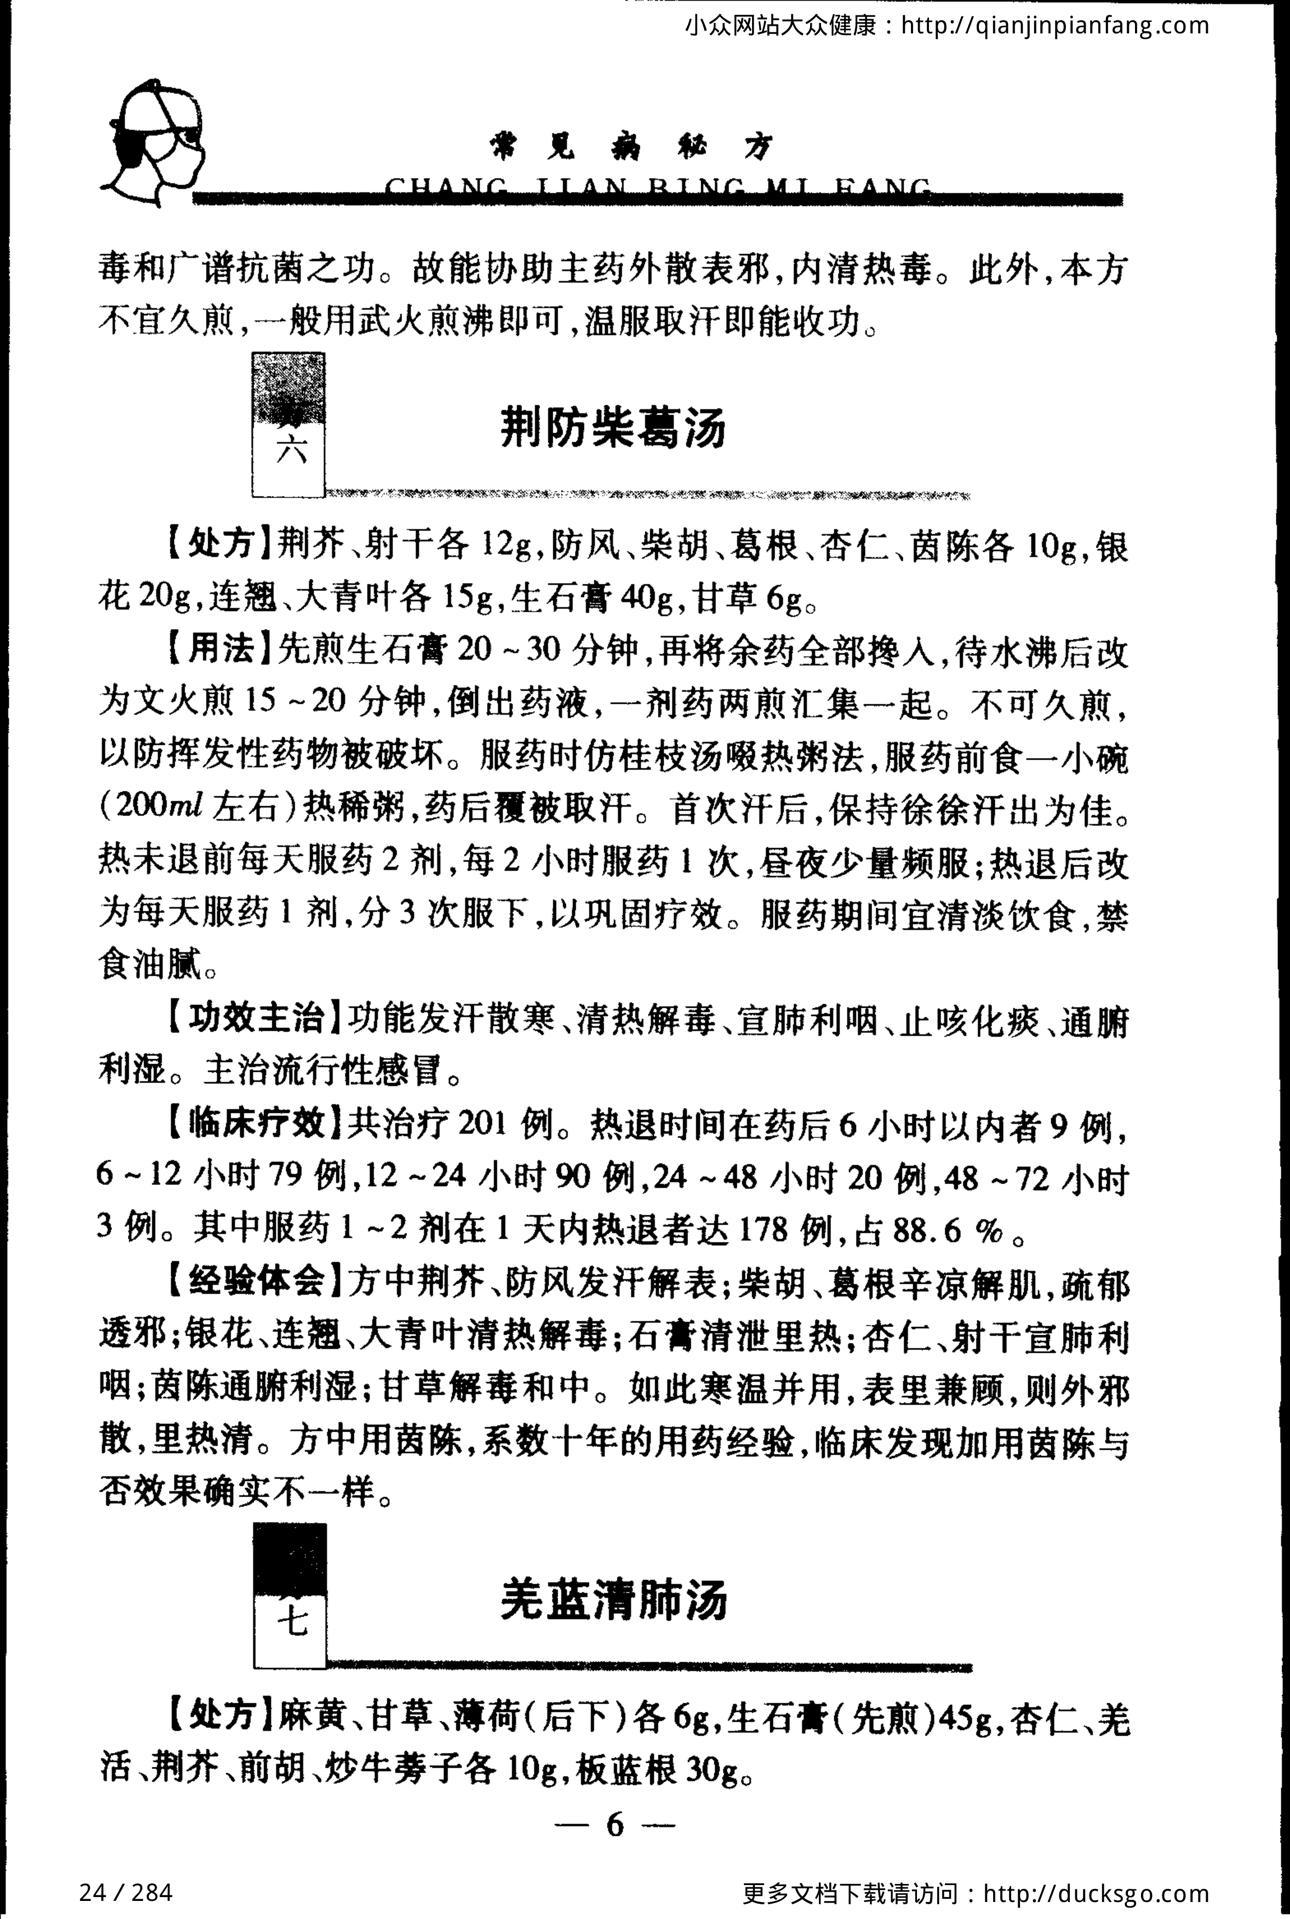 小众网站大众健康：http://qianjinpianfang.com
常见病秘方
CHANG JIAN BING MI FANG
毒和广谱抗菌之功。故能协助主药外散表邪,内清热毒。此外,本方
不宜久煎,一般用武火煎沸即可,温服取汗即能收功。
六
荆防柴葛汤
【处方】荆芥、射干各 12g,防风、柴胡、葛根、杏仁、茵陈各 10g,银
花 20g,连翘、大青叶各 15g,生石膏 40g,甘草 6g。
【用法】先煎生石膏 20～30 分钟,再将余药全部搀入,待水沸后改
为文火煎 15～20 分钟,倒出药液,一剂药两煎汇集一起。不可久煎,
以防挥发性药物被破坏。服药时仿桂枝汤啜热粥法,服药前食一小碗
(200ml 左右)热稀粥,药后覆被取汗。首次汗后,保持徐徐汗出为佳。
热未退前每天服药 2 剂,每 2 小时服药 1 次,昼夜少量频服;热退后改
为每天服药 1 剂,分 3 次服下,以巩固疗效。服药期间宜清淡饮食,禁
食油腻。
【功效主治】功能发汗散寒、清热解毒、宣肺利咽、止咳化痰、通腑
利湿。主治流行性感冒。
【临床疗效】共治疗 201 例。热退时间在药后 6 小时以内者 9 例,
6～12 小时 79 例,12～24 小时 90 例,24～48 小时 20 例,48～72 小时
3 例。其中服药 1～2 剂在 1 天内热退者达 178 例,占 88.6 %。
【经验体会】方中荆芥、防风发汗解表;柴胡、葛根辛凉解肌,疏郁
透邪;银花、连翘、大青叶清热解毒;石膏清泄里热;杏仁、射干宣肺利
咽;茵陈通腑利湿;甘草解毒和中。如此寒温并用,表里兼顾,则外邪
散,里热清。方中用茵陈,系数十年的用药经验,临床发现加用茵陈与
否效果确实不一样。
七
羌蓝清肺汤
【处方】麻黄、甘草、薄荷(后下)各 6g,生石膏(先煎)45g,杏仁、羌
活、荆芥、前胡、炒牛蒡子各 10g,板蓝根 30g。
— 6 —
24 / 284
更多文档下载请访问：http://ducksgo.com